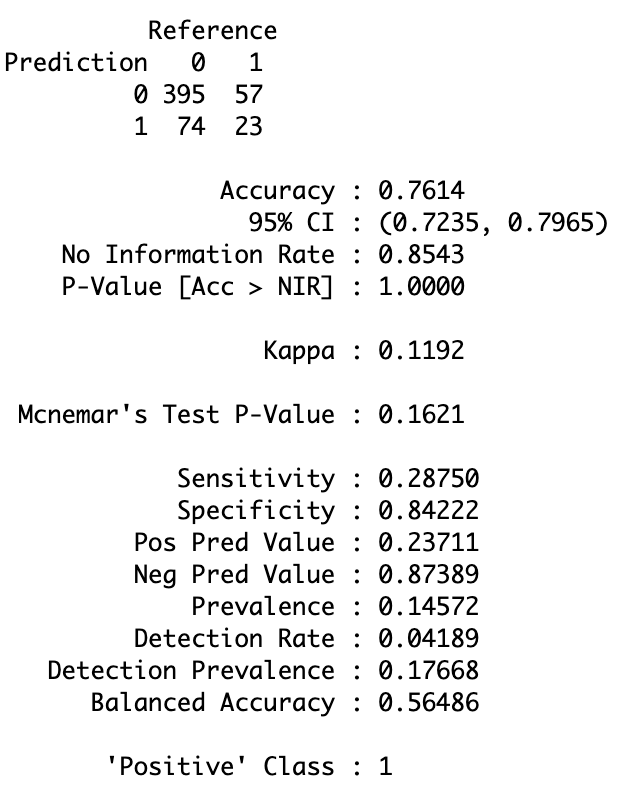 Reference
Prediction 0 1
0 395 57
1 74 23
Accuracy : 0.7614
95% CI : (0.7235, 0.7965)
No Information Rate : 0.8543
P-Value [Acc > NIR] : 1.0000
Kappa : 0.1192
Mcnemar's Test P-Value : 0.1621
Sensitivity : 0.28750
Specificity : 0.84222
Pos Pred Value : 0.23711
Neg Pred Value : 0.87389
Prevalence : 0.14572
Detection Rate : 0.04189
Detection Prevalence : 0.17668
Balanced Accuracy : 0.56486
'Positive' Class : 1